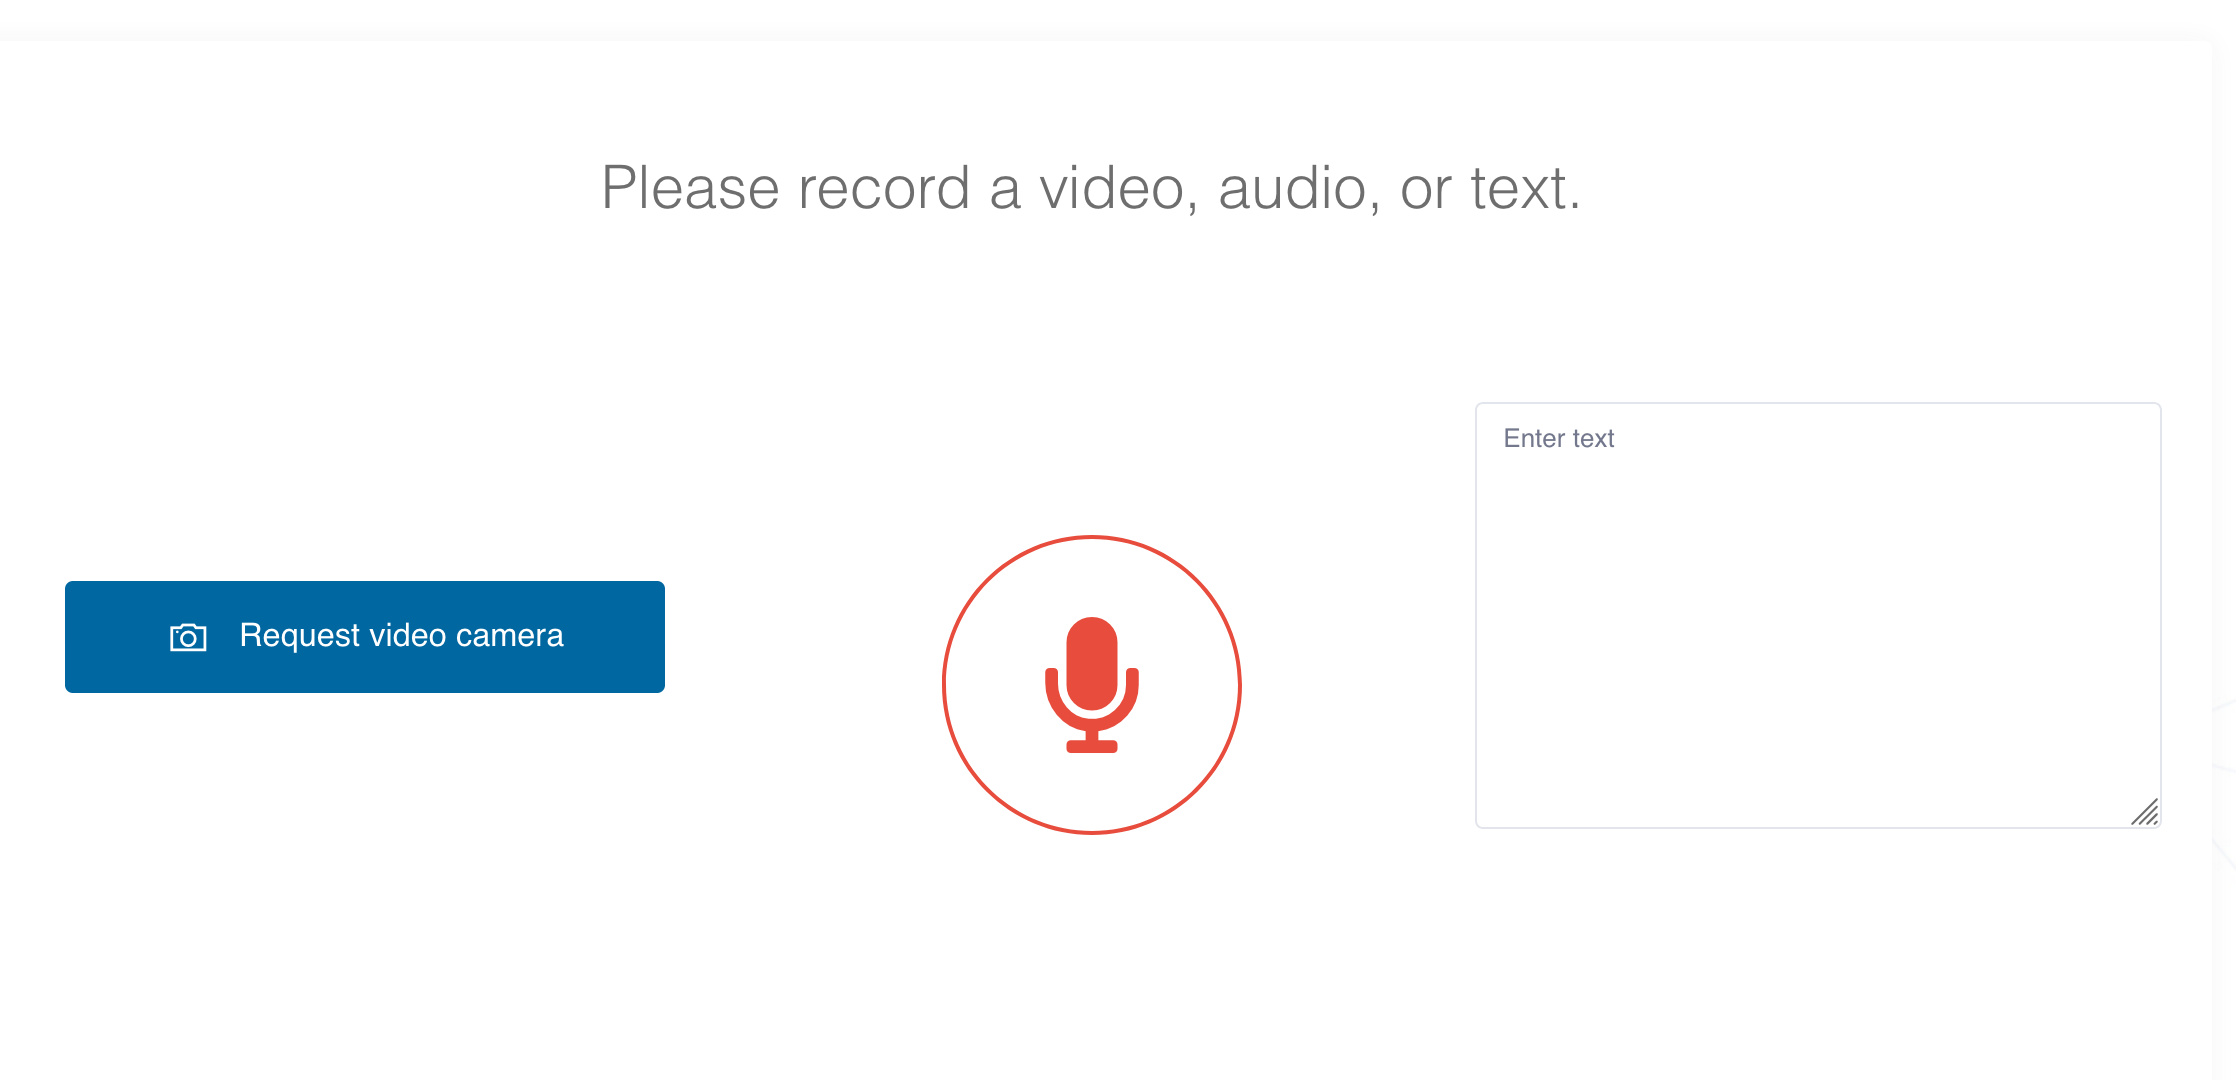 Please record a video, audio, or text.
Request video camera
Enter text